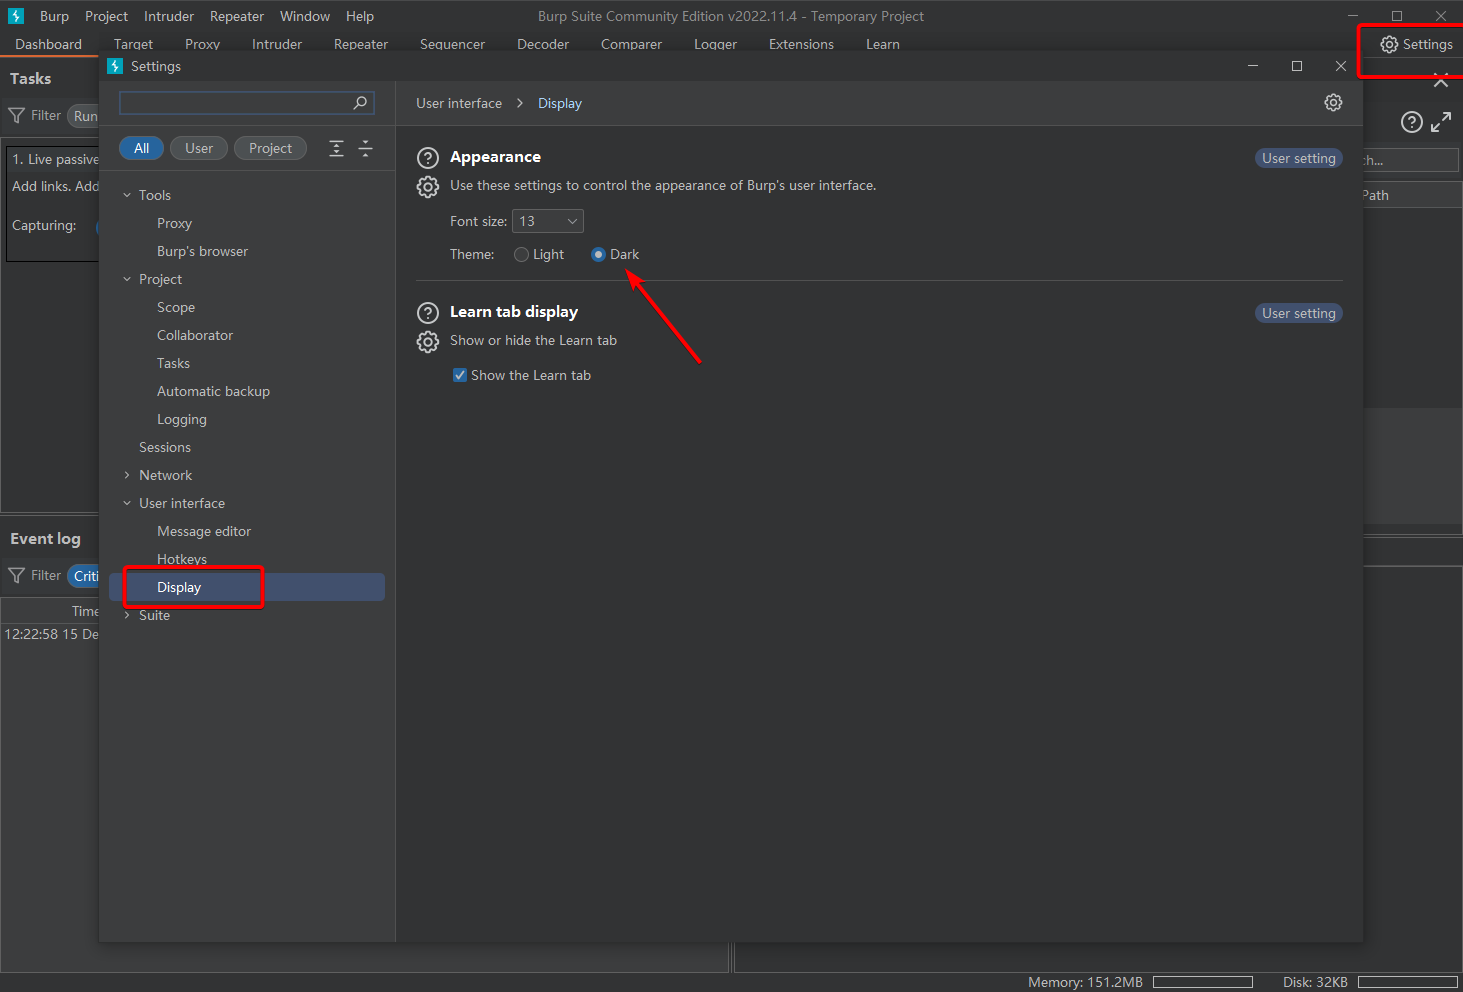 Burp Project Intruder Repeater Window Help Burp Suite Community Edition v2022.11.4 - Temporary Project
Dashboard Target Proxy Intruder Repeater Sequencer Decoder Comparer Logger Extensions Learn Settings
Settings
Tasks
Filter Run
1. Live passive
Add links. Add
Capturing:
Path
All User Project
Tools
Proxy
Burp's browser
Project
Scope
Collaborator
Tasks
Automatic backup
Logging
Sessions
Network
User interface
Message editor
Hotkeys
Display
Suite
User interface > Display
Appearance User setting
Use these settings to control the appearance of Burp's user interface.
Font size: 13
Theme: Light Dark
Learn tab display User setting
Show or hide the Learn tab
Show the Learn tab
Event log
Filter Criti
Time
12:22:58 15 De
Memory: 151.2MB Disk: 32KB